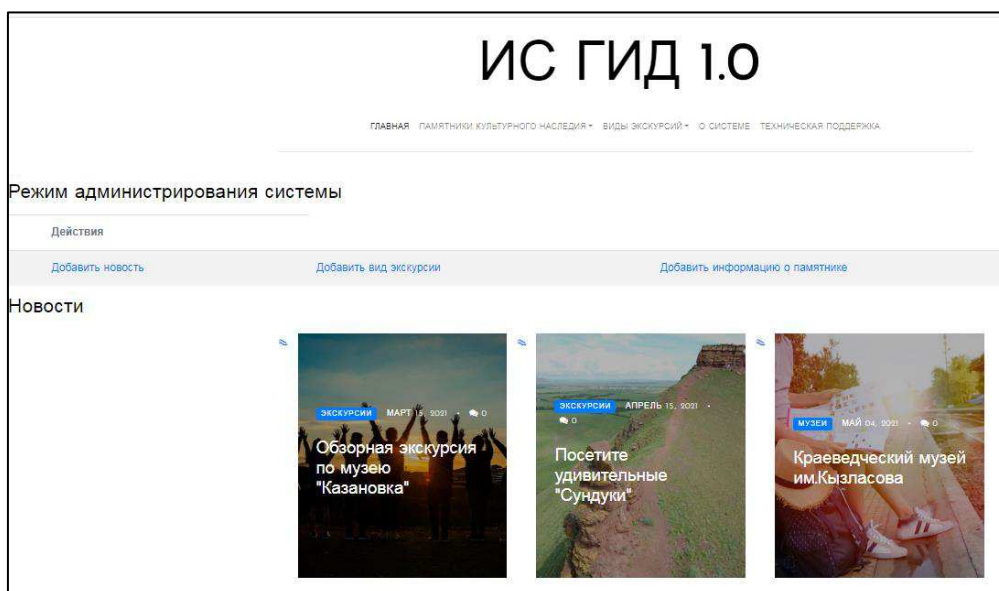 ИС ГИД 1.0
ГЛАВНАЯ ПАМЯТНИКИ КУЛЬТУРНОГО НАСЛЕДИЯ ВИДЫ ЭКСКУРСИЙ О СИСТЕМЕ ТЕХНИЧЕСКАЯ ПОДДЕРЖКА
Режим администрирования системы
Действия
Добавить новость Добавить вид экскурсии Добавить информацию о памятнике
Новости
ЭКСКУРСИИ МАРТ 15, 2021 • 0
Обзорная экскурсия
по музею
"Казановка"
ЭКСКУРСИИ АПРЕЛЬ 15, 2021 •
0
Посетите
удивительные
"Сундуки"
МУЗЕИ МАЙ 04, 2021 • 0
Краеведческий музей
им.Кызласова